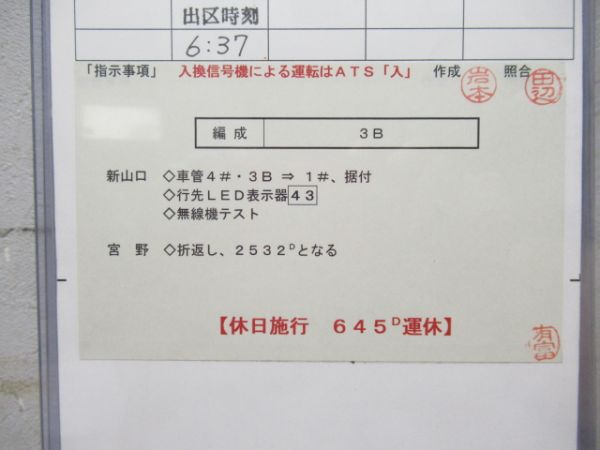 出区時刻
6:37
「指示事項」 入換信号機による運転はATS「入」 作成 岩本 照合 田辺
編成 3B
新山口 ◇車管4#・3B ⇒ 1#、据付
◇行先LED表示器43
◇無線機テスト
宮野 ◇折返し、2532Dとなる
【休日施行 645D運休】
有富